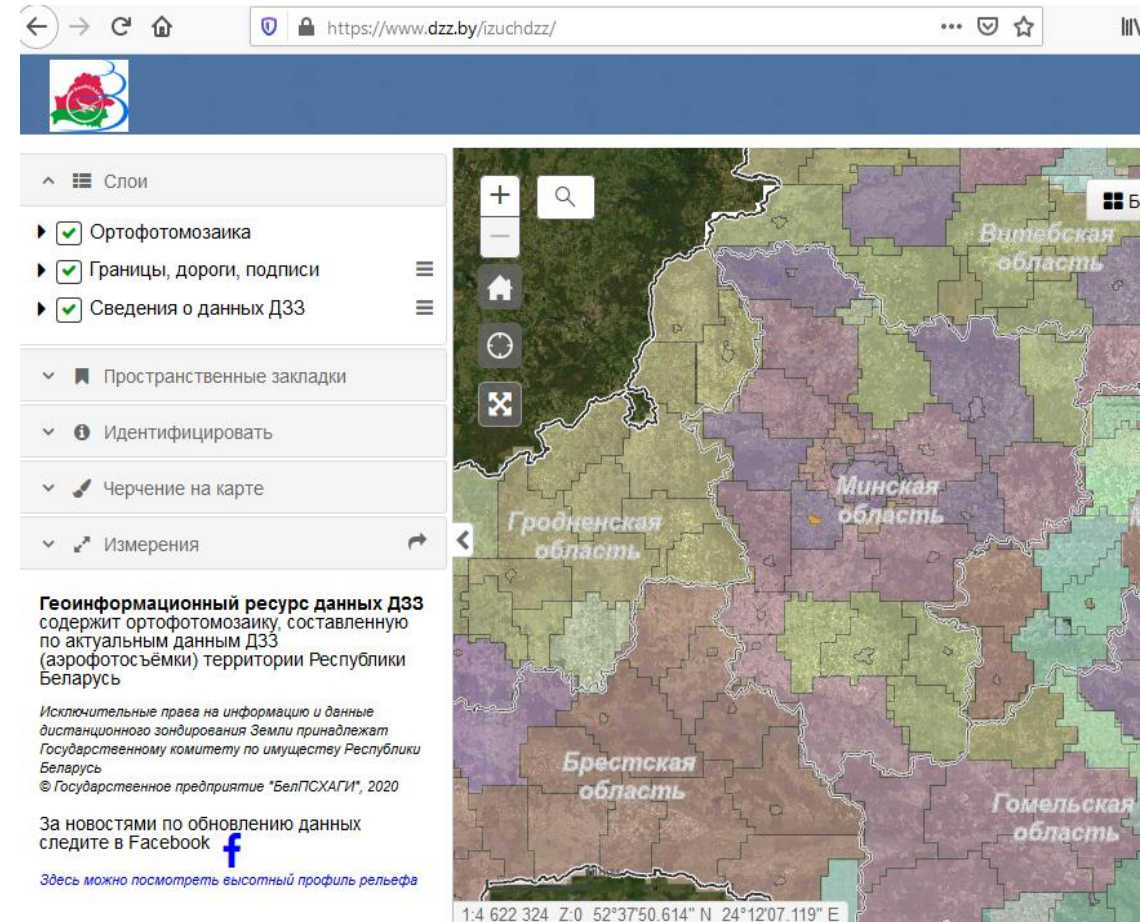 https://www.dzz.by/izuchdzz/
Слои
Ортофотомозаика
Границы, дороги, подписи
Сведения о данных ДЗЗ
Пространственные закладки
Идентифицировать
Черчение на карте
Измерения
Геоинформационный ресурс данных ДЗЗ
содержит ортофотомозаику, составленную
по актуальным данным ДЗЗ
(аэрофотосъёмки) территории Республики
Беларусь
Исключительные права на информацию и данные
дистанционного зондирования Земли принадлежат
Государственному комитету по имуществу Республики
Беларусь
© Государственное предприятие "БелПСХАГИ", 2020
За новостями по обновлению данных
следите в Facebook
Здесь можно посмотреть высотный профиль рельефа
Б
Витебская
область
Минская
область
Гродненская
область
Брестская
область
Гомельская
область
1:4 622 324 Z:0 52°37'50.614" N 24°12'07.119" E